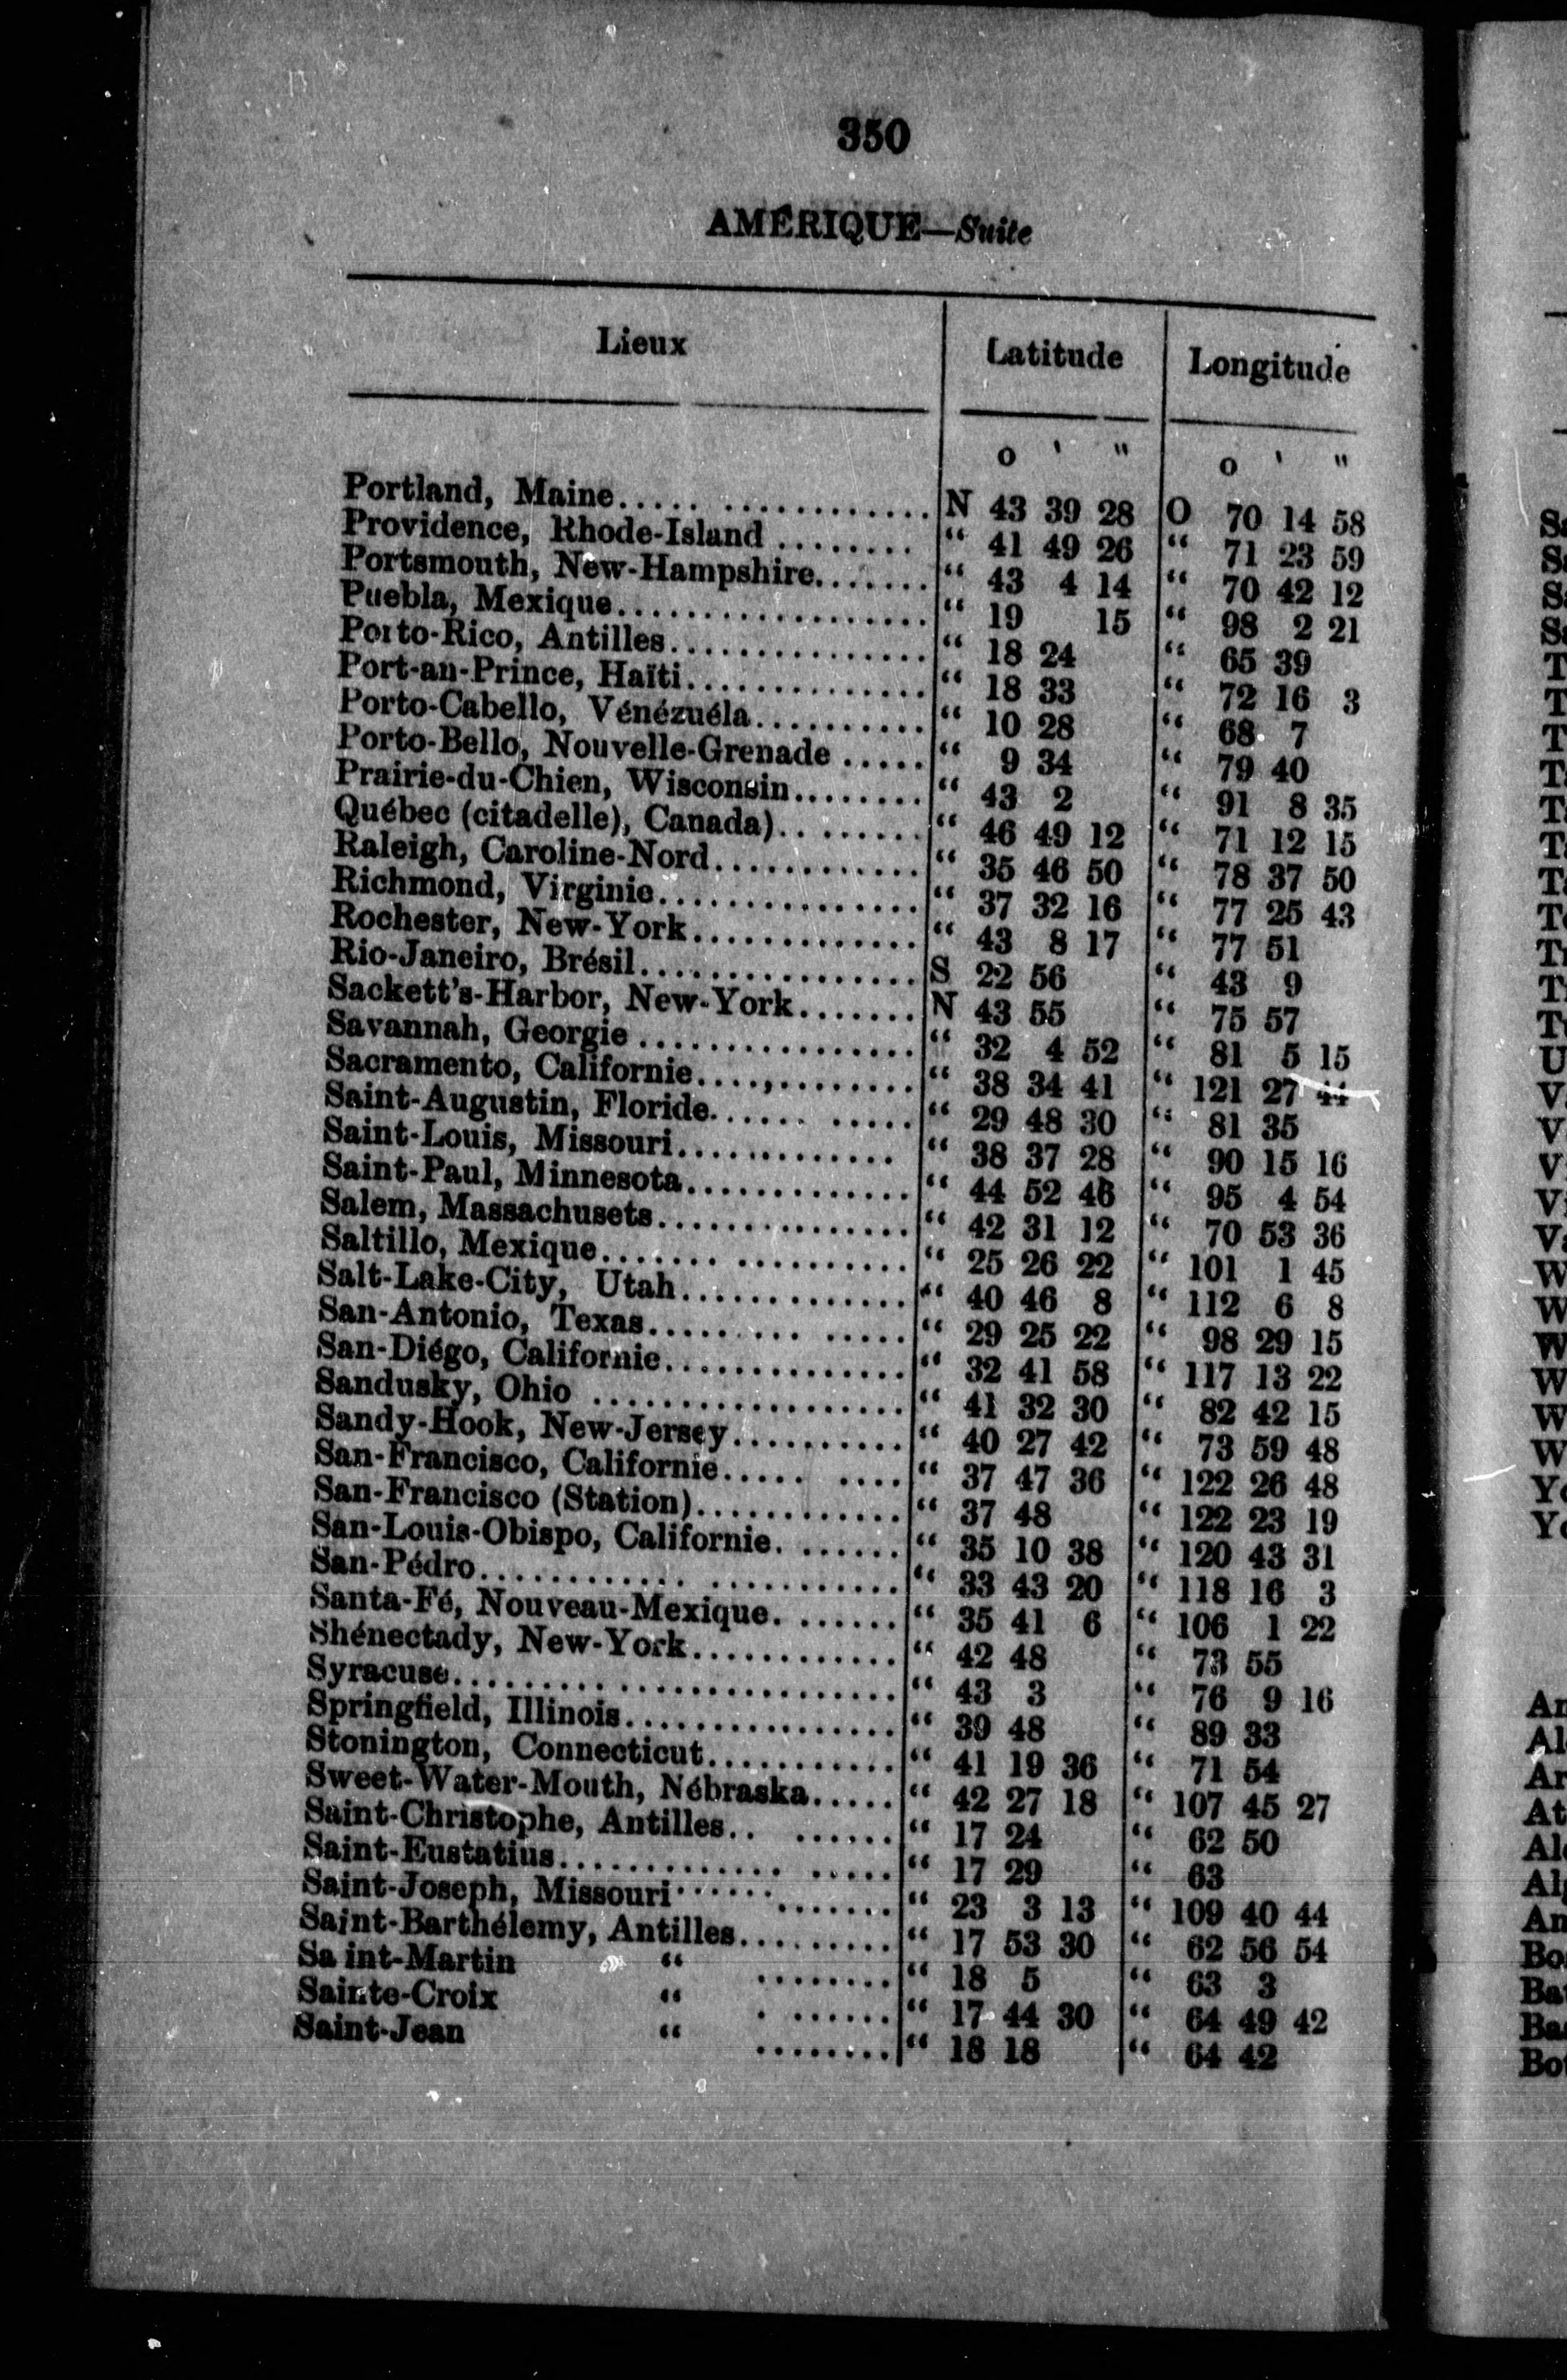 350
AMÉRIQUE—Suite
Lieux Latitude Longitude
o ' " o ' "
Portland, Maine..... ............. N 43 39 28 O 70 14 58
Providence, Rhode-Island ........ “ 41 49 26 “ 71 23 59
Portsmouth, New-Hampshire....... “ 43 4 14 “ 70 42 12
Puebla, Mexique................... “ 19 15 “ 98 2 21
Porto-Rico, Antilles............... “ 18 24 “ 65 39
Port-an-Prince, Haïti.............. “ 18 33 “ 72 16 3
Porto-Cabello, Vénézuéla........... “ 10 28 “ 68 7
Porto-Bello, Nouvelle-Grenade ..... “ 9 34 “ 79 40
Prairie-du-Chien, Wisconsin........ “ 43 2 “ 91 8 35
Québec (citadelle), Canada)........ “ 46 49 12 “ 71 12 15
Raleigh, Caroline-Nord............ “ 35 46 50 “ 78 37 50
Richmond, Virginie............... “ 37 32 16 “ 77 25 43
Rochester, New-York............. “ 43 8 17 “ 77 51
Rio-Janeiro, Brésil................ S 22 56 “ 43 9
Sackett's-Harbor, New-York....... N 43 55 “ 75 57
Savannah, Georgie ................ “ 32 4 52 “ 81 5 15
Sacramento, Californie............ “ 38 34 41 “ 121 27 44
Saint-Augustin, Floride...... ..... “ 29 48 30 “ 81 35
Saint-Louis, Missouri............. “ 38 37 28 “ 90 15 16
Saint-Paul, Minnesota............. “ 44 52 46 “ 95 4 54
Salem, Massachusets............... “ 42 31 12 “ 70 53 36
Saltillo, Mexique....... .......... “ 25 26 22 “ 101 1 45
Salt-Lake-City, Utah.............. “ 40 46 8 “ 112 6 8
San-Antonio, Texas.......... ..... “ 29 25 22 “ 98 29 15
San-Diégo, Californie.............. “ 32 41 58 “ 117 13 22
Sandusky, Ohio .................. “ 41 32 30 “ 82 42 15
Sandy-Hook, New-Jersey.......... “ 40 27 42 “ 73 59 48
San-Francisco, Californie..... .... “ 37 47 36 “ 122 26 48
San-Francisco (Station)............ “ 37 48 “ 122 23 19
San-Louis-Obispo, Californie. ...... “ 35 10 38 “ 120 43 31
San-Pédro............ ........... “ 33 43 20 “ 118 16 3
Santa-Fé, Nouveau-Mexique. ...... “ 35 41 6 “ 106 1 22
Shénectady, New-York............ “ 42 48 “ 73 55
Syracuse........................ “ 43 3 “ 76 9 16
Springfield, Illinois................ “ 39 48 “ 89 33
Stonington, Connecticut........... “ 41 19 36 “ 71 54
Sweet-Water-Mouth, Nébraska..... “ 42 27 18 “ 107 45 27
Saint-Christophe, Antilles.. ...... “ 17 24 “ 62 50
Saint-Eustatius............. ..... “ 17 29 “ 63
Saint-Joseph, Missouri...... ....... “ 23 3 13 “ 109 40 44
Saint-Barthélemy, Antilles......... “ 17 53 30 “ 62 56 54
Sa int-Martin “ ........ “ 18 5 “ 63 3
Sainte-Croix “ . ...... “ 17 44 30 “ 64 49 42
Saint-Jean “ ........ “ 18 18 “ 64 42